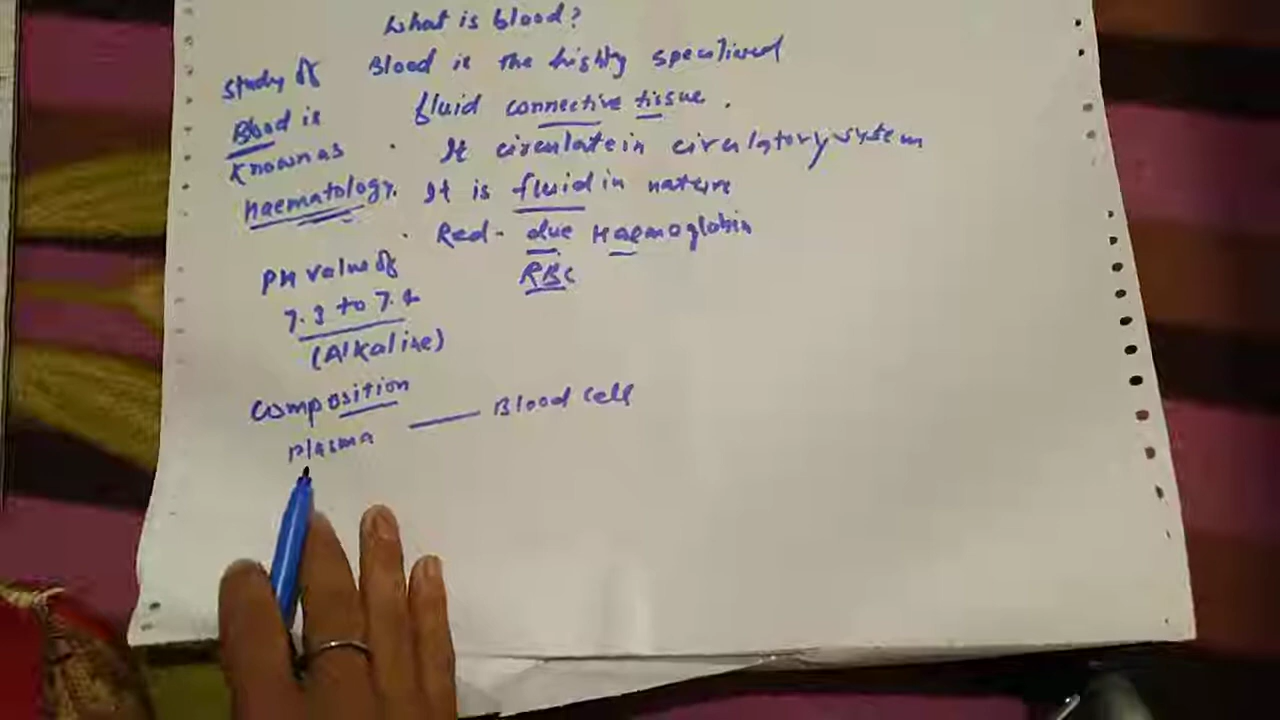 What is blood?
Study of
Blood is
known as
haematology.
Blood is the highly specilized
fluid connective tissue.
It circulate in circulatory system
It is fluid in nature
Red - due Haemoglobin
RBC
PH value of
7.3 to 7.4
(Alkaline)
Composition
Plasma — Blood cell